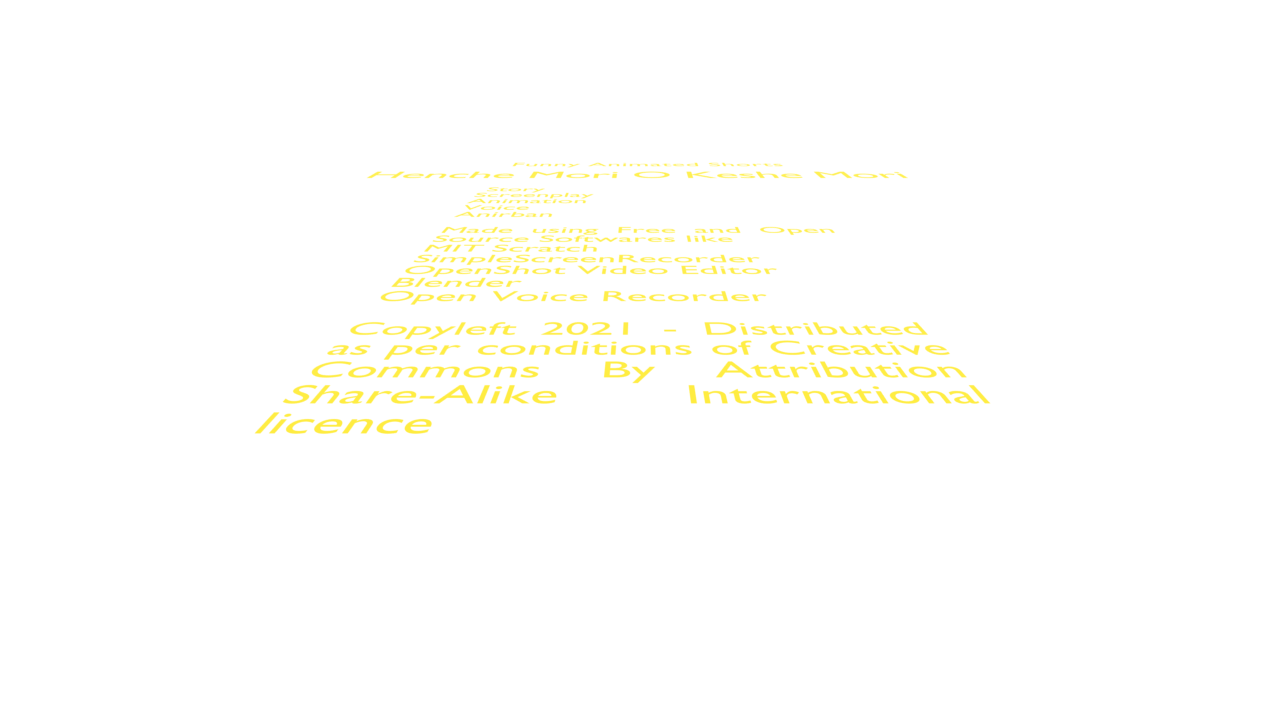 Funny Animated Shorts
Henche Mori O Keshe Mori
Story
Screenplay
Animation
Voice
Anirban
Made using Free and Open
Source Softwares like
MIT Scratch
SimpleScreenRecorder
OpenShot Video Editor
Blender
Open Voice Recorder
Copyleft 2021 - Distributed
as per conditions of Creative
Commons By Attribution
Share-Alike International
licence